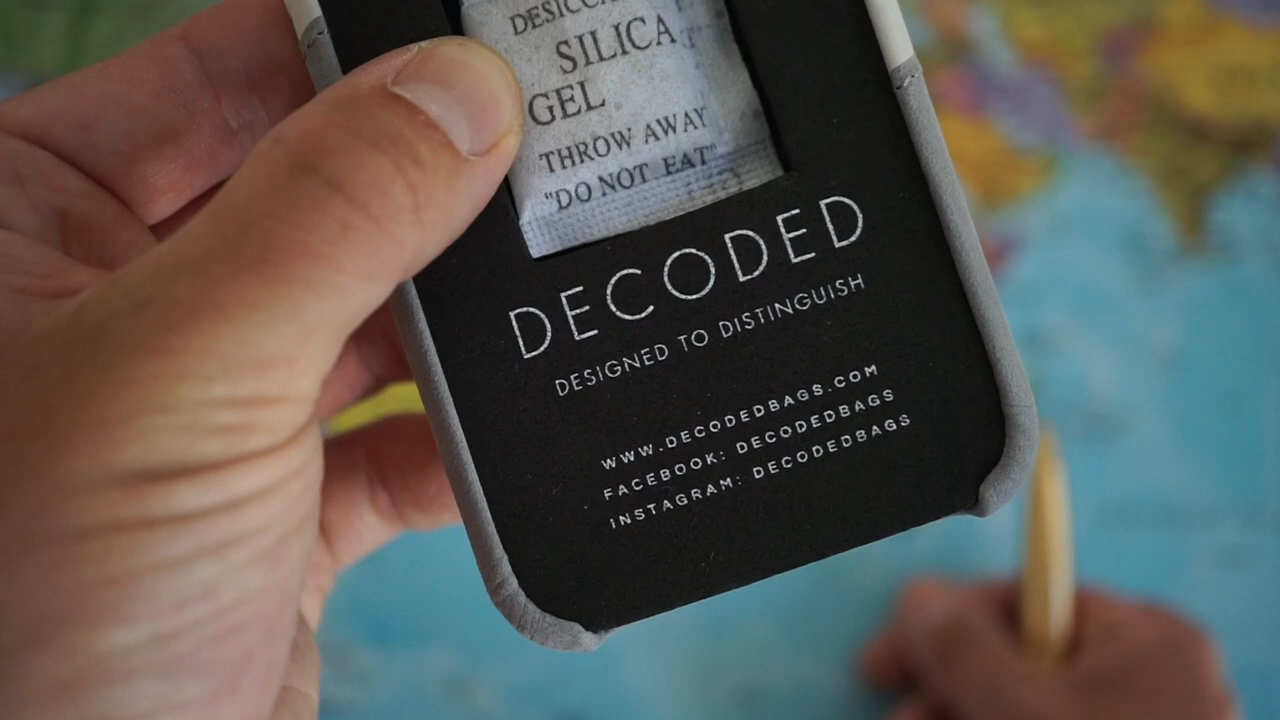 SILICA
GEL
THROW AWAY
"DO NOT EAT"
DECODED
DESIGNED TO DISTINGUISH
WWW.DECODEDBAGS.COM
FACEBOOK: DECODEDBAGS
INSTAGRAM: DECODEDBAGS